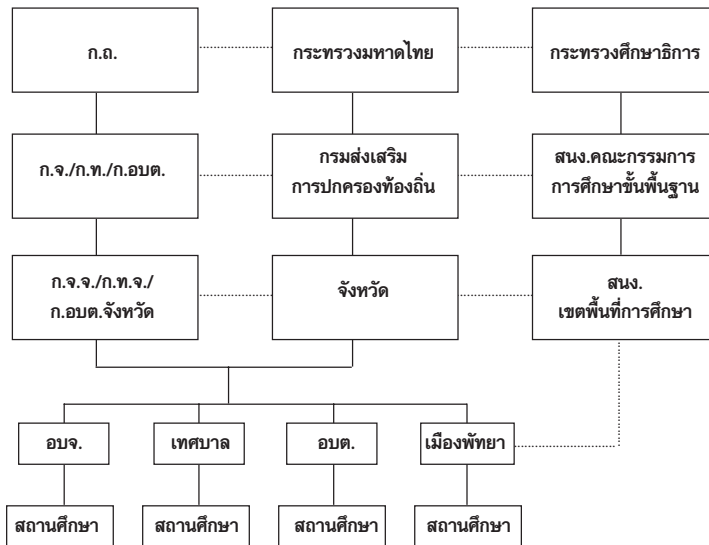 ก.ถ.
กระทรวงมหาดไทย
กระทรวงศึกษาธิการ
ก.จ./ก.ท./ก.อบต.
กรมส่งเสริม
การปกครองท้องถิ่น
สนง.คณะกรรมการ
การศึกษาขั้นพื้นฐาน
ก.จ.จ./ก.ท.จ./
ก.อบต.จังหวัด
จังหวัด
สนง.
เขตพื้นที่การศึกษา
อบจ.
เทศบาล
อบต.
เมืองพัทยา
สถานศึกษา
สถานศึกษา
สถานศึกษา
สถานศึกษา